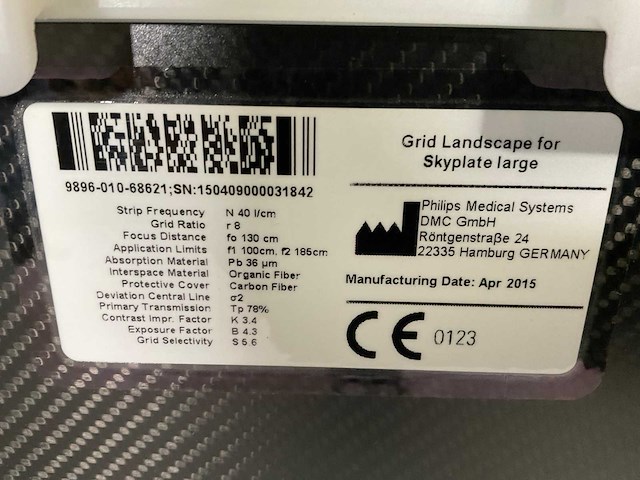 9896-010-68621;SN:150409000031842
Strip Frequency N 40 l/cm
Grid Ratio r 8
Focus Distance fo 130 cm
Application Limits f1 100cm, f2 185cm
Absorption Material Pb 36 µm
Interspace Material Organic Fiber
Protective Cover Carbon Fiber
Deviation Central Line σ2
Primary Transmission Tp 78%
Contrast Impr. Factor K 3.4
Exposure Factor B 4.3
Grid Selectivity S 6.6
Grid Landscape for
Skyplate large
Philips Medical Systems
DMC GmbH
Röntgenstraße 24
22335 Hamburg GERMANY
Manufacturing Date: Apr 2015
CE 0123